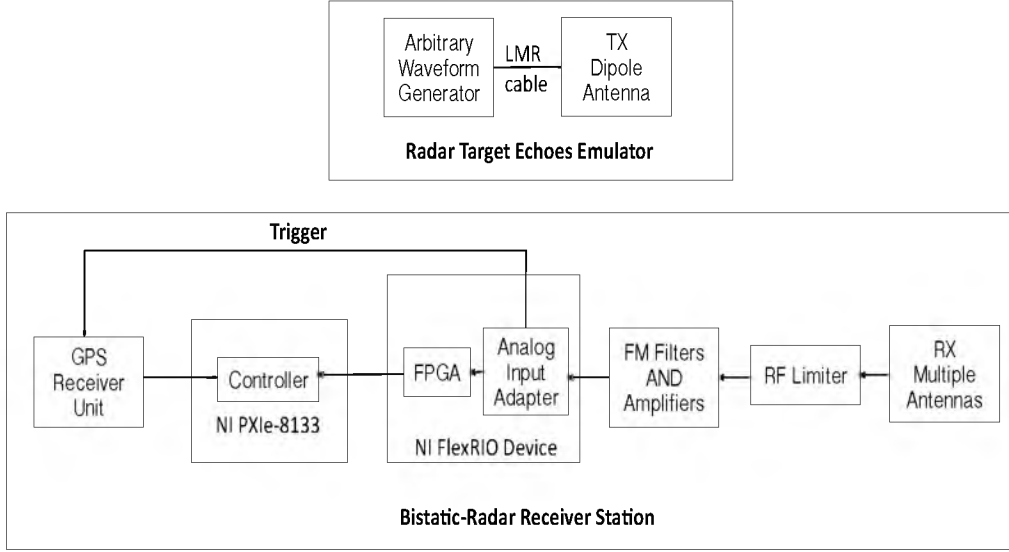 Arbitrary
Waveform
Generator
LMR
cable
TX
Dipole
Antenna
Radar Target Echoes Emulator
Trigger
GPS
Receiver
Unit
Controller
NI PXIe-8133
FPGA
Analog
Input
Adapter
NI FlexRIO Device
FM Filters
AND
Amplifiers
RF Limiter
RX
Multiple
Antennas
Bistatic-Radar Receiver Station